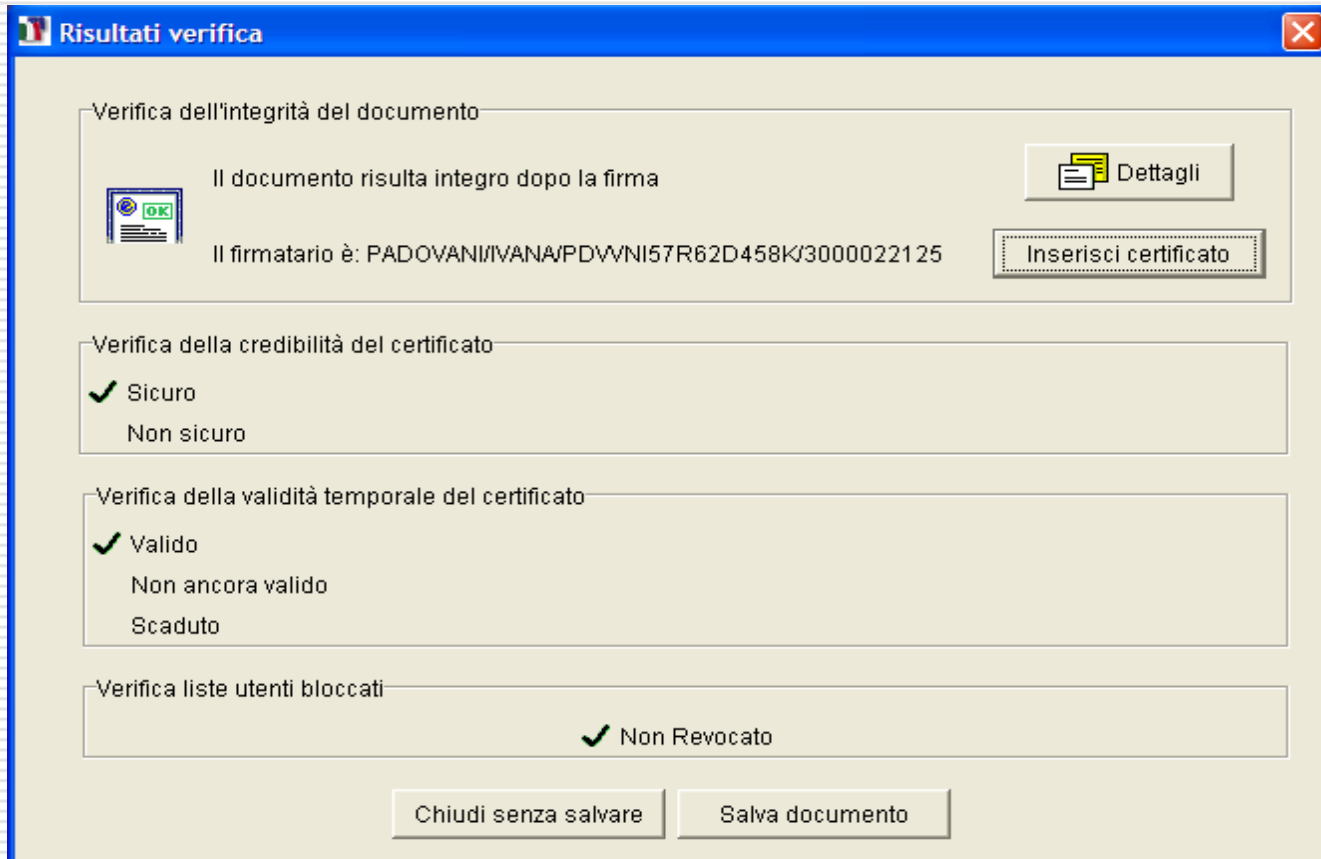 Risultati verifica
Verifica dell'integrità del documento
Il documento risulta integro dopo la firma
Dettagli
OK
Il firmatario è: PADOVANI/IVANA/PDVVNI57R62D458K/3000022125
Inserisci certificato
Verifica della credibilità del certificato
Sicuro
Non sicuro
Verifica della validità temporale del certificato
Valido
Non ancora valido
Scaduto
Verifica liste utenti bloccati
Non Revocato
Chiudi senza salvare
Salva documento